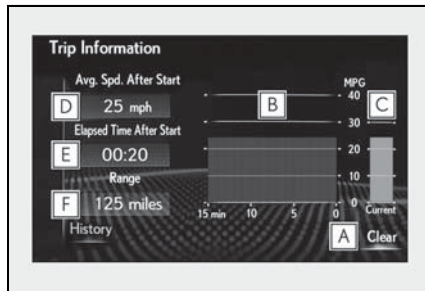 Trip Information
Avg. Spd. After Start
D 25 mph
Elapsed Time After Start
E 00:20
Range
F 125 miles
History
B
MPG
C
40
30
20
10
0
15 min 10 5 0
Current
A Clear